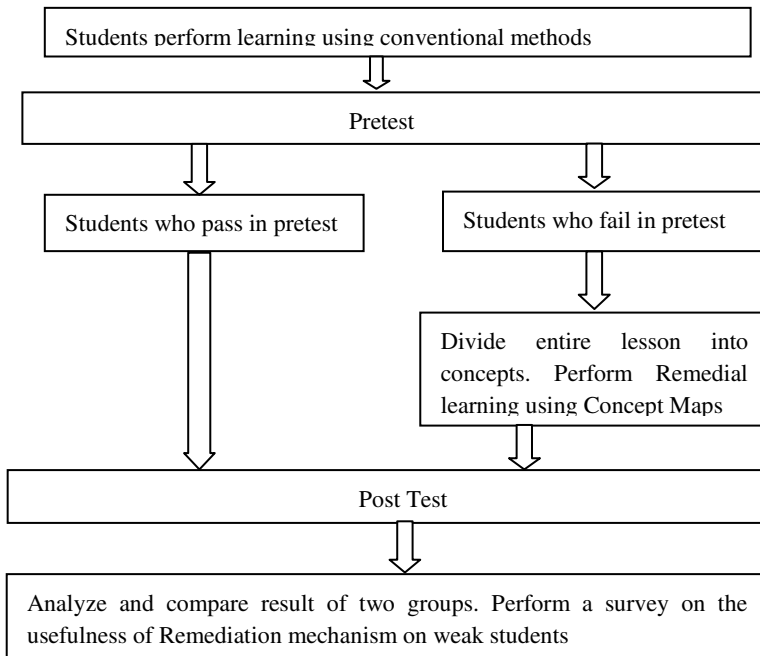 Students perform learning using conventional methods
Pretest
Students who pass in pretest
Students who fail in pretest
Divide entire lesson into
concepts. Perform Remedial
learning using Concept Maps
Post Test
Analyze and compare result of two groups. Perform a survey on the
usefulness of Remediation mechanism on weak students